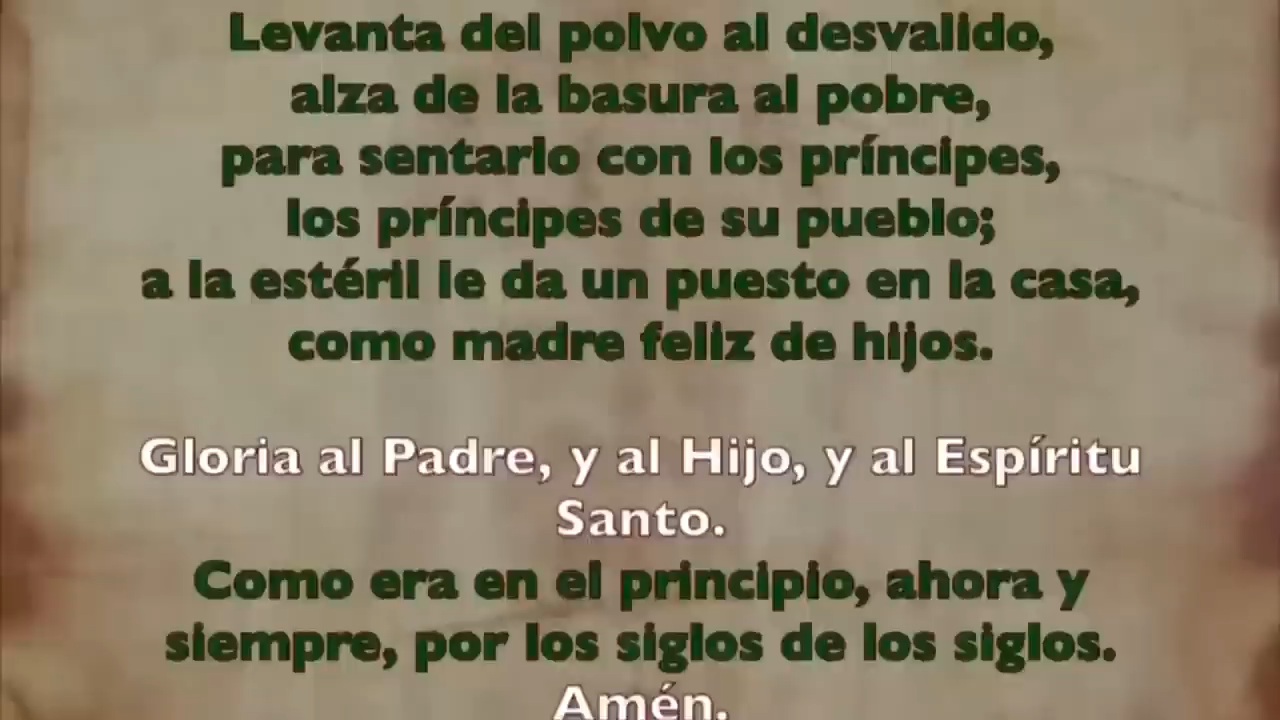 Levanta del polvo al desvalido,
alza de la basura al pobre,
para sentarlo con los príncipes,
los príncipes de su pueblo;
a la estéril le da un puesto en la casa,
como madre feliz de hijos.
Gloria al Padre, y al Hijo, y al Espíritu
Santo.
Como era en el principio, ahora y
siempre, por los siglos de los siglos.
Amén.